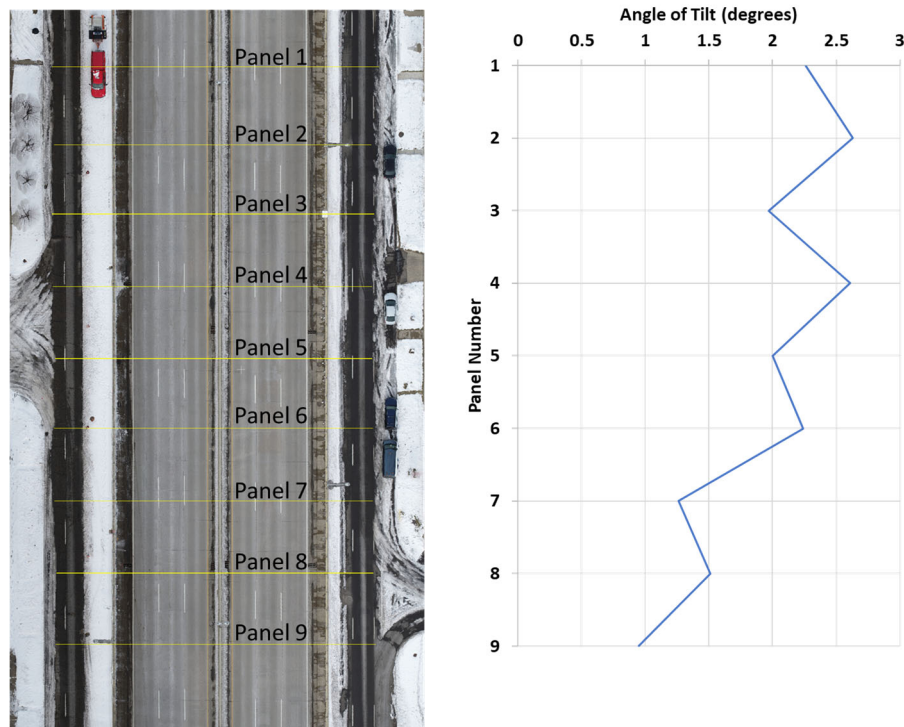 Panel 1
Panel 2
Panel 3
Panel 4
Panel 5
Panel 6
Panel 7
Panel 8
Panel 9
Angle of Tilt (degrees)
0 0.5 1 1.5 2 2.5 3
Panel Number
1
2
3
4
5
6
7
8
9